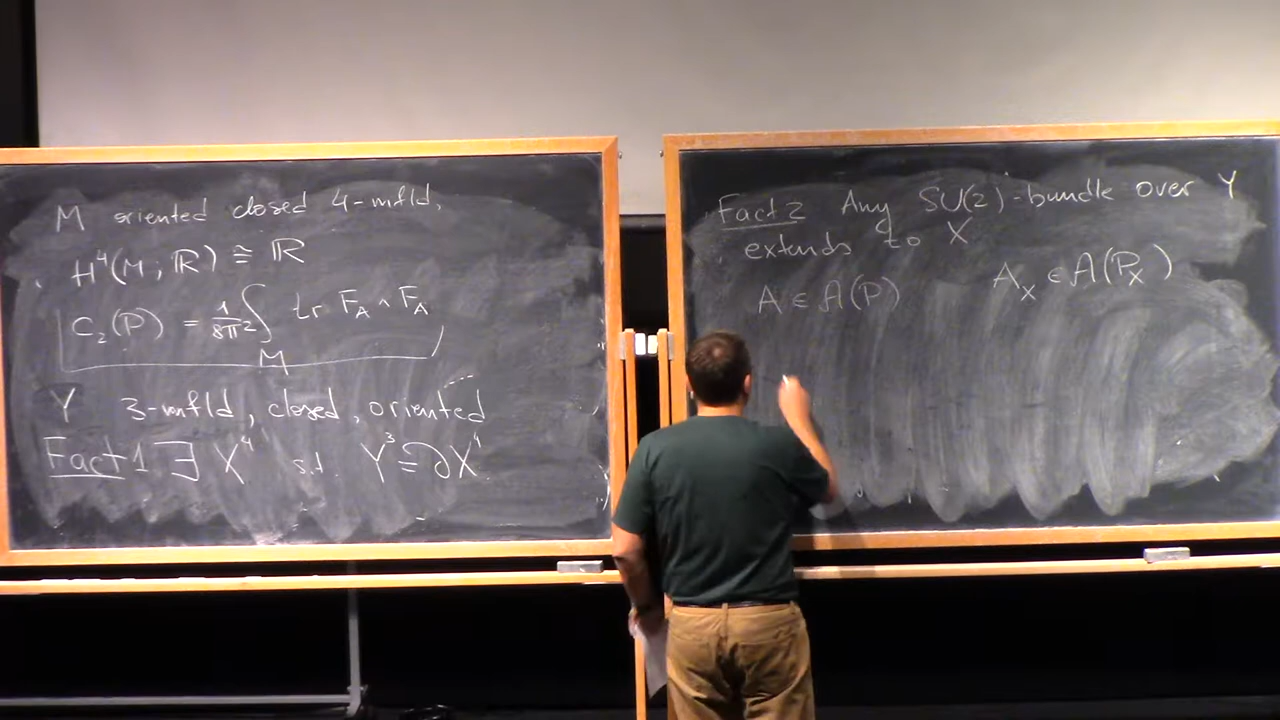 M oriented closed 4-mfld,
H⁴(M; ℝ) ≅ ℝ
C₂(P) = 1/8π² ∫_M tr F_A ∧ F_A
Y 3-mfld, closed, oriented
Fact 1 ∃ X⁴ s.t. Y³ = ∂X⁴
Fact 2 Any SU(2)-bundle over Y
extends to X
A ∈ A(P) A_X ∈ A(P_X)